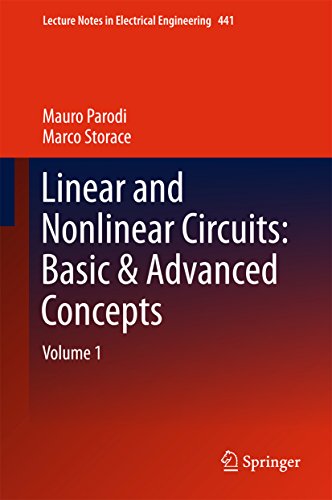 Lecture Notes in Electrical Engineering 441
Mauro Parodi
Marco Storace
Linear and
Nonlinear Circuits:
Basic & Advanced
Concepts
Volume 1
Springer